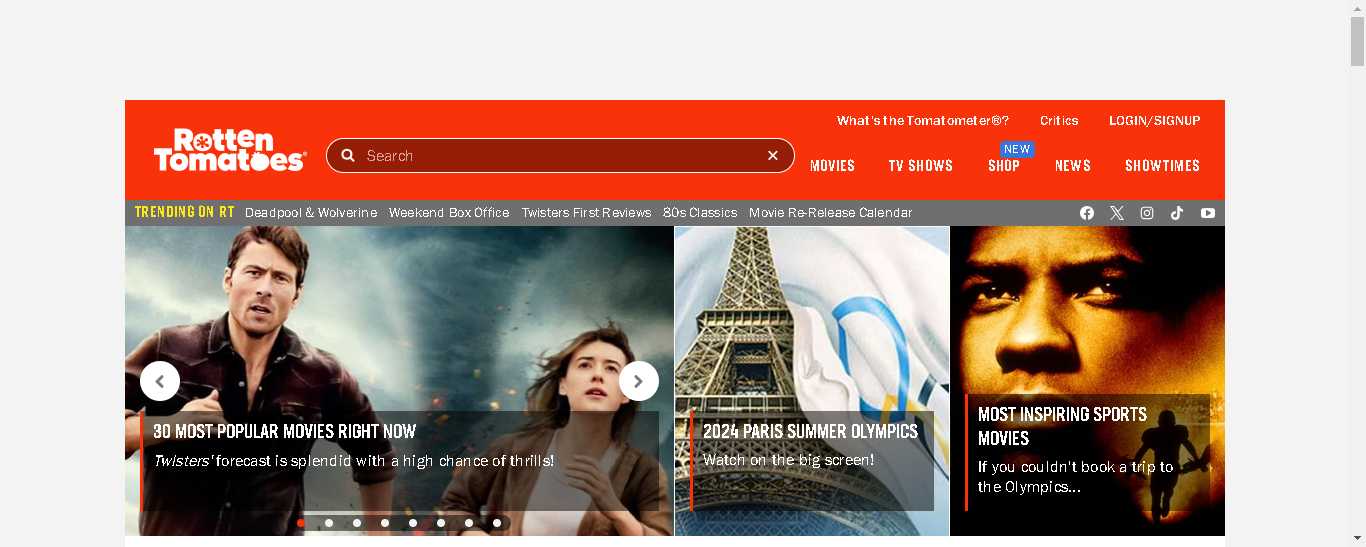 What's the Tomatometer®? Critics LOGIN/SIGNUP
Rotten
Tomatoes®
Search
NEW
MOVIES TV SHOWS SHOP NEWS SHOWTIMES
TRENDING ON RT Deadpool & Wolverine Weekend Box Office Twisters First Reviews 80s Classics Movie Re-Release Calendar
30 MOST POPULAR MOVIES RIGHT NOW
Twisters' forecast is splendid with a high chance of thrills!
2024 PARIS SUMMER OLYMPICS
Watch on the big screen!
MOST INSPIRING SPORTS
MOVIES
If you couldn't book a trip to
the Olympics...